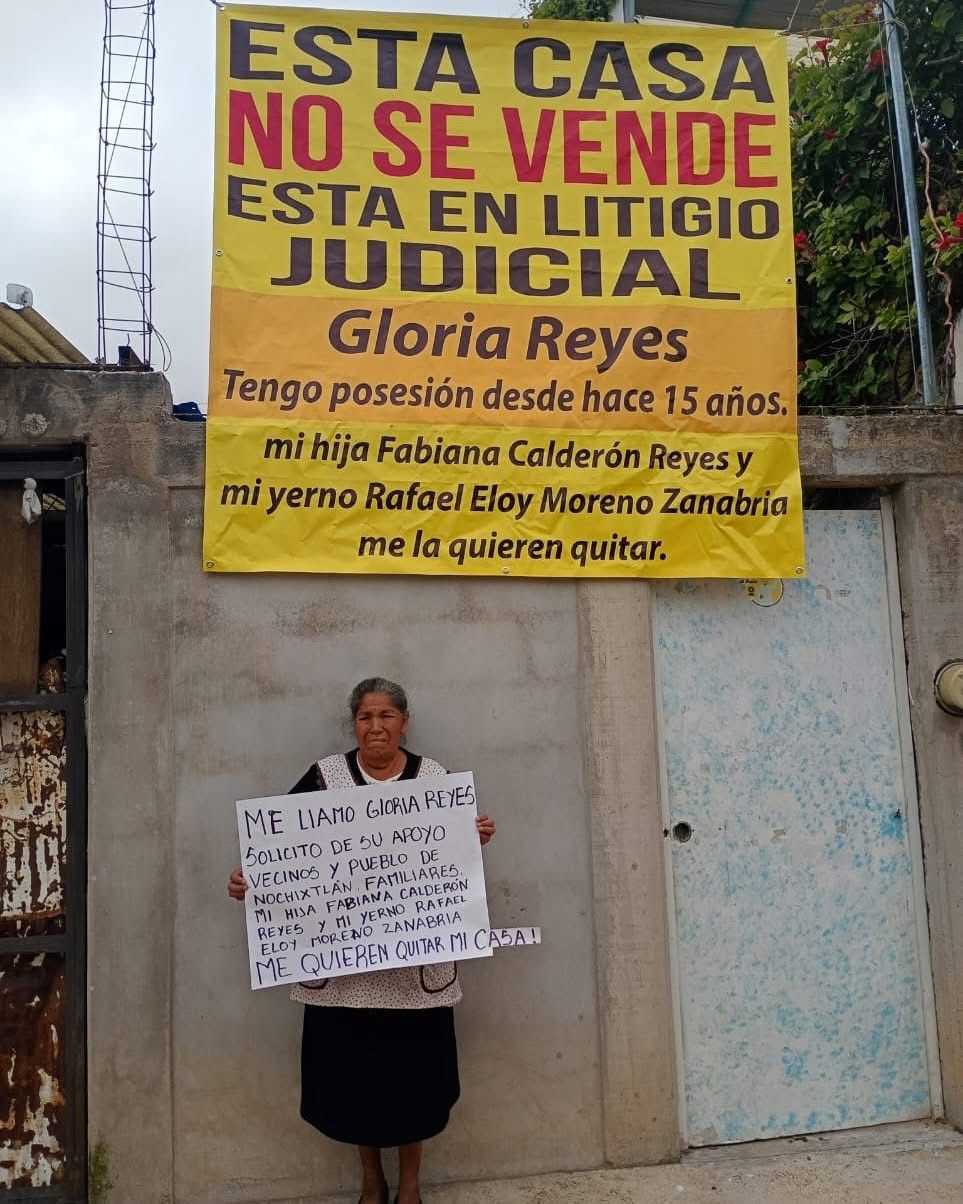 ESTA CASA
NO SE VENDE
ESTA EN LITIGIO
JUDICIAL
Gloria Reyes
Tengo posesión desde hace 15 años.
mi hija Fabiana Calderón Reyes y
mi yerno Rafael Eloy Moreno Zanabria
me la quieren quitar.
ME LlAMO GLORIA REYES
SOLICITO DE SU APOYO
VECINOS Y PUEBLO DE
NOCHIXTLÁN, FAMILIARES.
MI HIJA FABIANA CALDERÓN
REYES Y MI YERNO RAFAEL
ELOY MORENO ZANABRIA
ME QUIEREN QUITAR MI CASA!